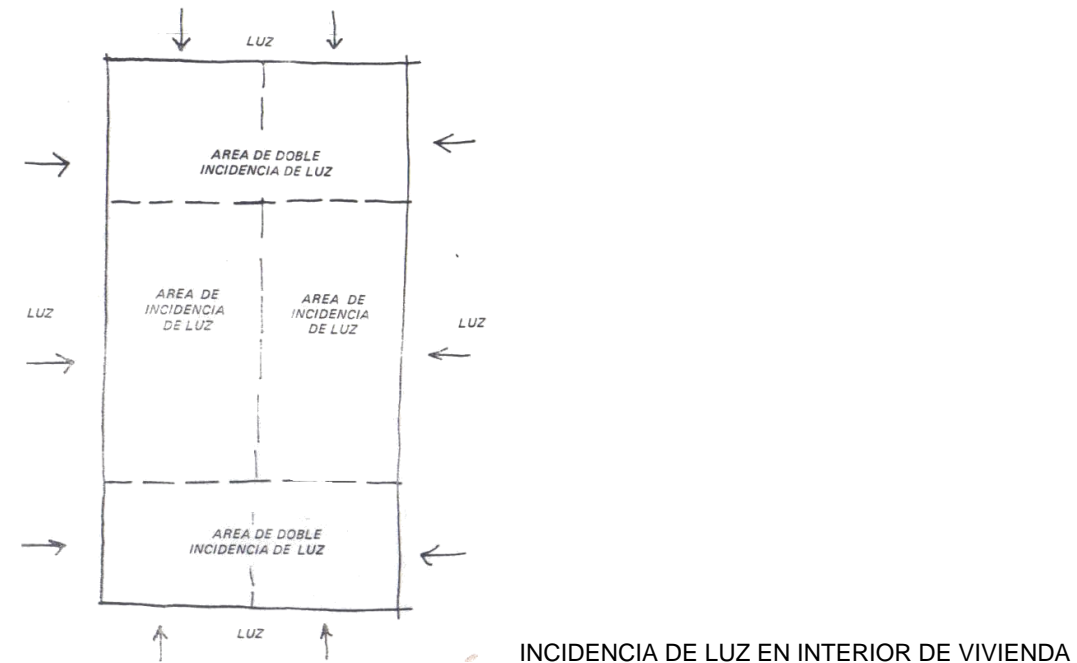 LUZ
AREA DE DOBLE
INCIDENCIA DE LUZ
AREA DE
INCIDENCIA
DE LUZ
AREA DE
INCIDENCIA
DE LUZ
LUZ
LUZ
AREA DE DOBLE
INCIDENCIA DE LUZ
LUZ
INCIDENCIA DE LUZ EN INTERIOR DE VIVIENDA